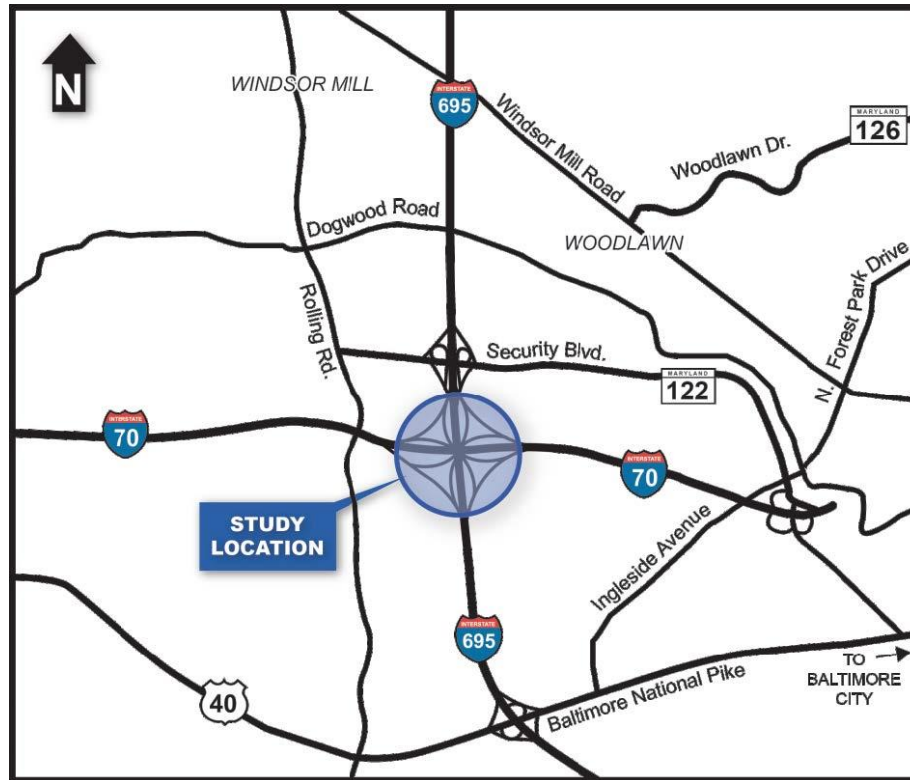 N
WINDSOR MILL
INTERSTATE
695
Windsor Mill Road
MARYLAND
126
Woodlawn Dr.
Dogwood Road
WOODLAWN
N. Forest Park Drive
Rolling Rd.
Security Blvd.
MARYLAND
122
INTERSTATE
70
INTERSTATE
70
STUDY
LOCATION
Ingleside Avenue
INTERSTATE
695
40
Baltimore National Pike
TO
BALTIMORE
CITY